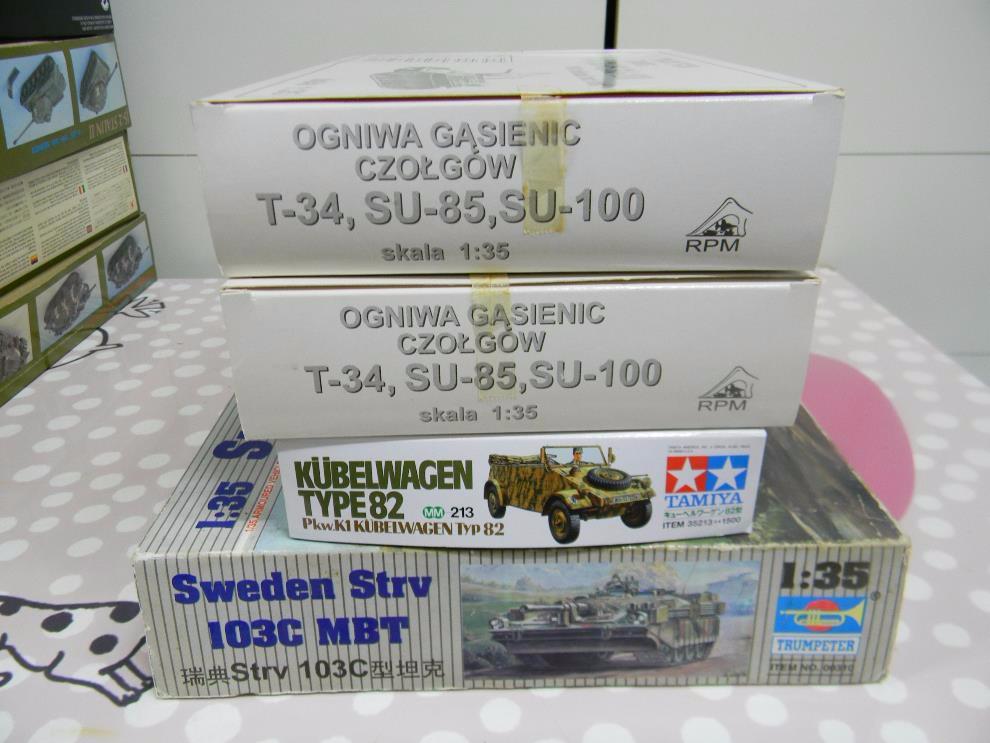 OGNIWA GĄSIENIC
CZOŁGÓW
T-34, SU-85, SU-100
skala 1:35
RPM
OGNIWA GĄSIENIC
CZOŁGÓW
T-34, SU-85, SU-100
skala 1:35
RPM
1:35
KÜBELWAGEN
TYPE 82
MM 213
Pkw.K1 KÜBELWAGEN TYP 82
TAMIYA
キューベルワーゲン82型
ITEM 35213 1500
Sweden Strv
103C MBT
瑞典Strv 103C型坦克
1:35
TRUMPETER
ITEM NO.